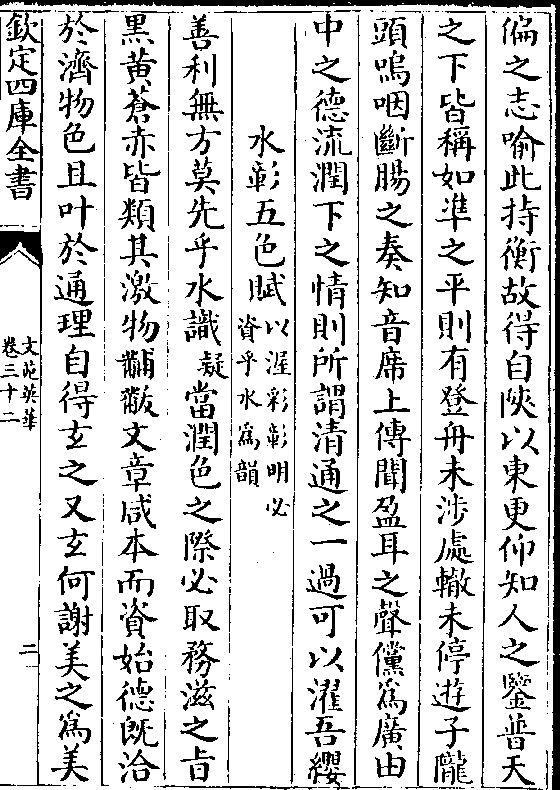 偏之志喻此持衡故得自陜以東更仰知人之鑒普天
之下皆稱如準之平則有登舟未涉處轍未停遊子隴
頭嗚咽斷腸之奏知音席上傳聞盈耳之聲儻爲廣由
中之德流潤下之情則所謂清通之一過可以濯吾纓
水彰五色賦以渥彩彰明必
資乎水爲韻
善利無方莫先乎水識疑當潤色之際必取務滋之旨
黑黄蒼赤皆類其激物黼黻文章咸本而資始德既洽
於濟物色且叶於通理自得玄之又玄何謝美之爲美
欽定四庫全書
文苑英華
卷三十二
二